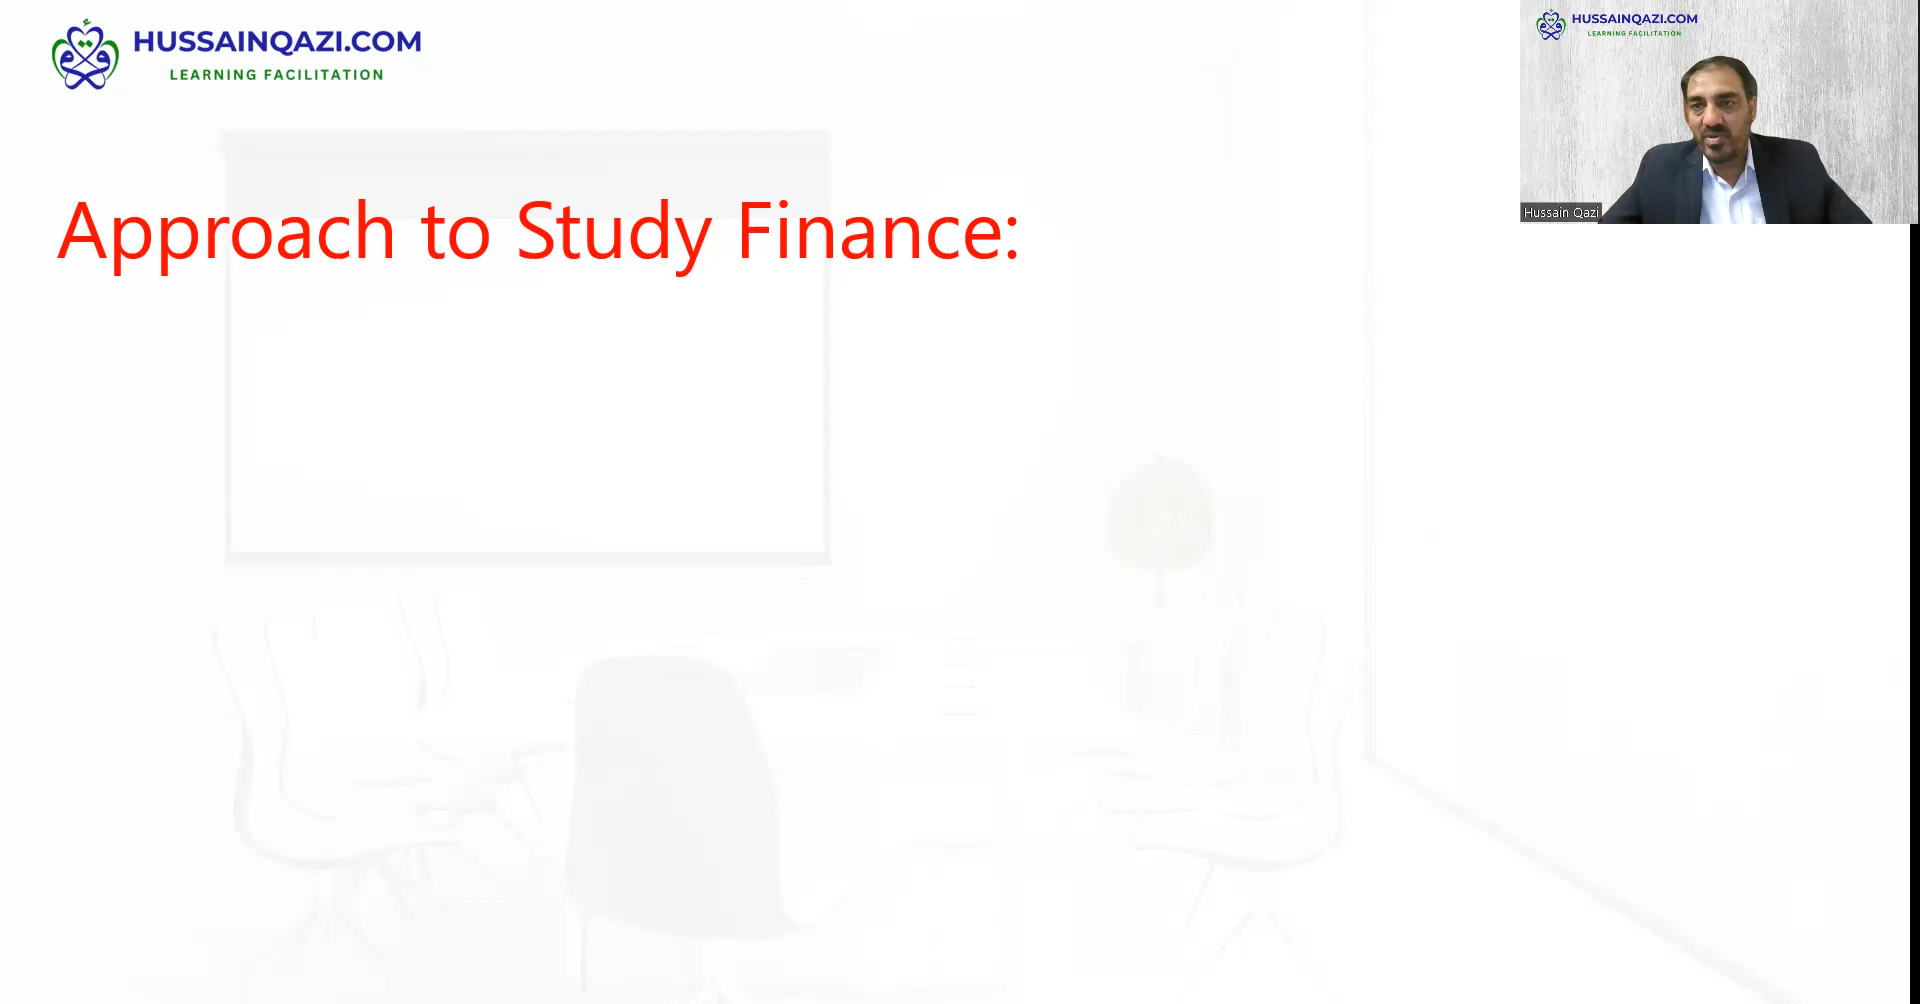 HUSSAINQAZI.COM
LEARNING FACILITATION
HUSSAINQAZI.COM
LEARNING FACILITATION
Hussain Qazi
Approach to Study Finance: